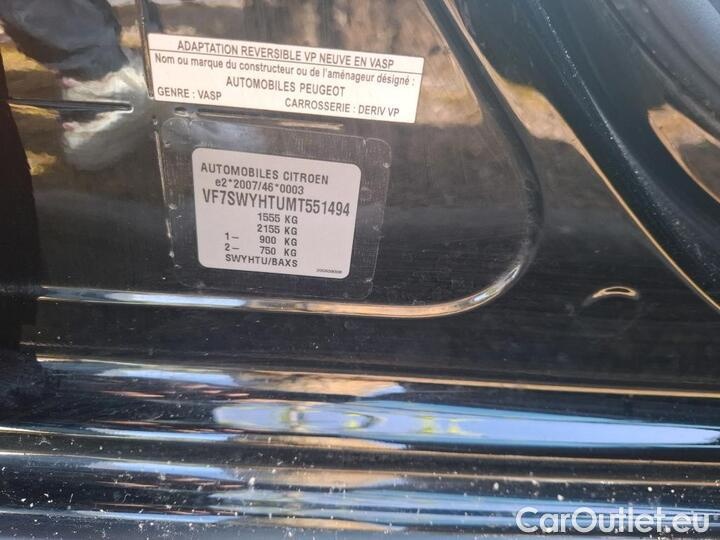 ADAPTATION REVERSIBLE VP NEUVE EN VASP
Nom ou marque du constructeur ou de l'aménageur désigné :
AUTOMOBILES PEUGEOT
GENRE : VASP CARROSSERIE : DERIV VP
AUTOMOBILES CITROEN
e2*2007/46*0003
VF7SWYHTUMT551494
1555 KG
2155 KG
1- 900 KG
2- 750 KG
SWYHTU/BAXS
CarOutlet.eu